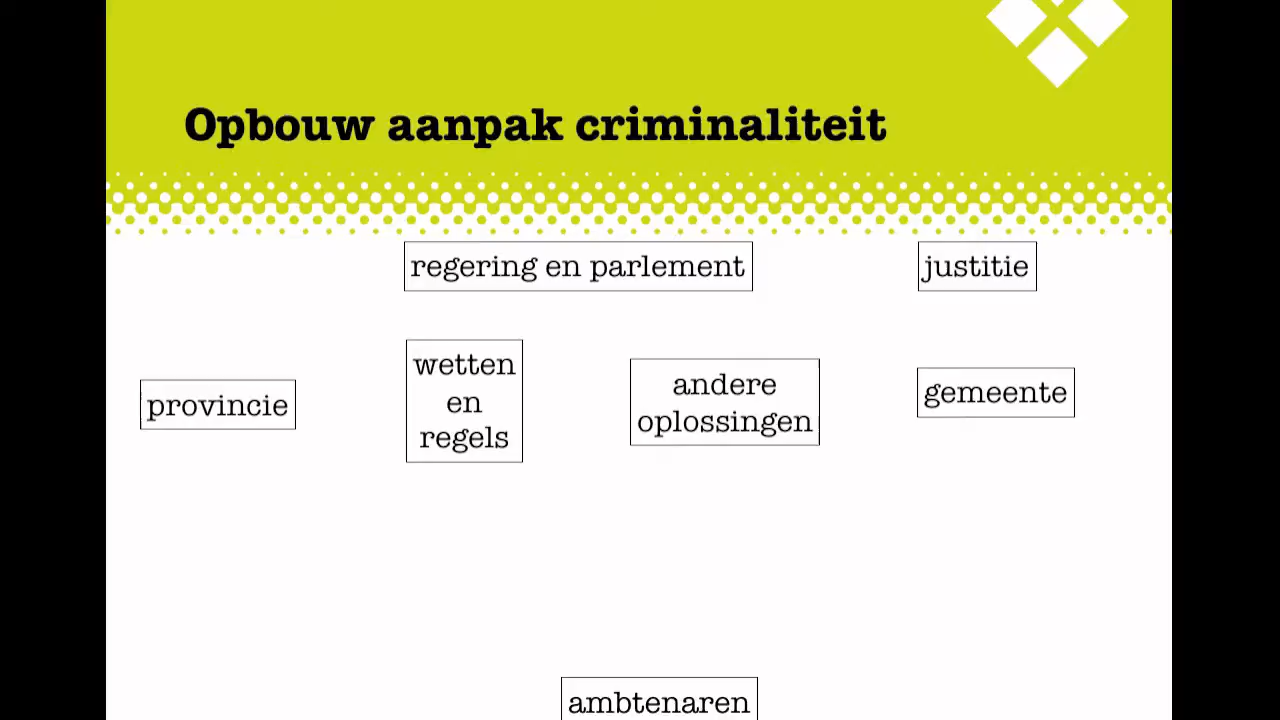 Opbouw aanpak criminaliteit
regering en parlement
justitie
provincie
wetten
en
regels
andere
oplossingen
gemeente
ambtenaren